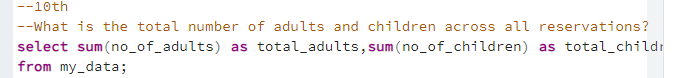 --10th
--What is the total number of adults and children across all reservations?
select sum(no_of_adults) as total_adults,sum(no_of_children) as
from my_data;